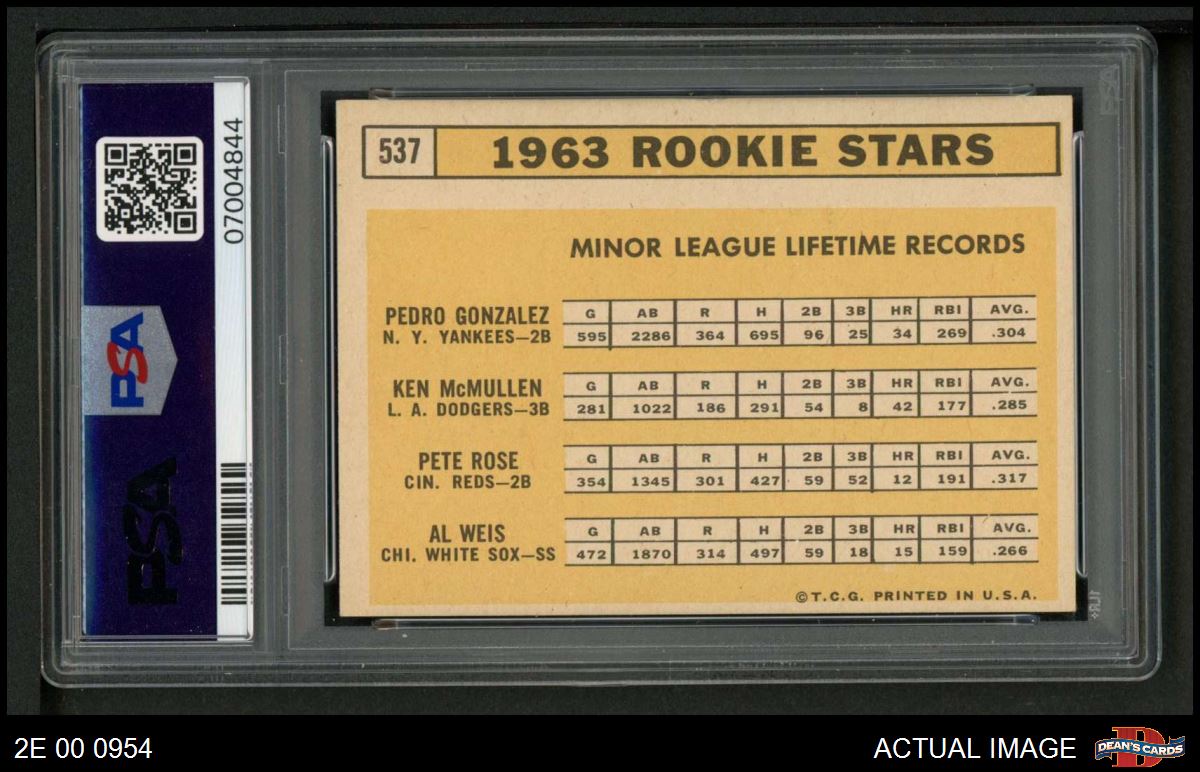 537 1963 ROOKIE STARS
MINOR LEAGUE LIFETIME RECORDS
PEDRO GONZALEZ G AB R H 2B 3B HR RBI AVG.
N. Y. YANKEES—2B 595 2286 364 695 96 25 34 269 .304
KEN McMULLEN G AB R H 2B 3B HR RBI AVG.
L. A. DODGERS—3B 281 1022 186 291 54 8 42 177 .285
PETE ROSE G AB R H 2B 3B HR RBI AVG.
CIN. REDS—2B 354 1345 301 427 59 52 12 191 .317
AL WEIS G AB R H 2B 3B HR RBI AVG.
CHI. WHITE SOX—SS 472 1870 314 497 59 18 15 159 .266
©T.C.G. PRINTED IN U.S.A.
07004844
PSA
PSA
2E 00 0954
ACTUAL IMAGE
D
DEAN'S CARDS